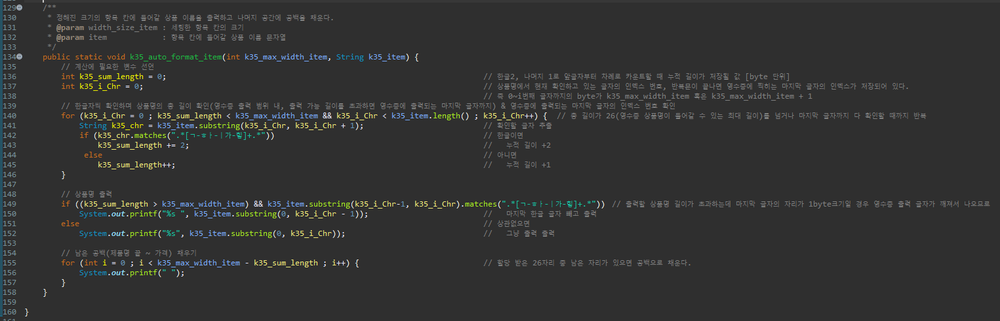 129 /**
130 * 정해진 크기의 항목 칸에 들어갈 상품 이름을 출력하고 나머지 공간에 공백을 채운다.
131 * @param width_size_item : 세팅한 항목 칸의 크기
132 * @param item : 항목 칸에 들어갈 상품 이름 문자열
133 */
134 public static void k35_auto_format_item(int k35_max_width_item, String k35_item) {
135 // 계산에 필요한 변수 선언
136 int k35_sum_length = 0; // 한글2, 나머지 1로 앞글자부터 차례로 카운트할 때 누적 길이가 저장될 값 [byte 단위]
137 int k35_i_Chr = 0; // 상품명에서 현재 확인하고 있는 글자의 인덱스 번호, 반복문이 끝나면 영수증에 찍히는 마지막 글자의 인덱스가 저장되어 있다.
138 // 즉 0~i번째 글자까지의 byte가 k35_max_width_item 혹은 k35_max_width_item + 1
139 // 한글자씩 확인하며 상품명의 총 길이 확인(영수증 출력 범위 내, 출력 가능 길이를 초과하면 영수증에 출력되는 마지막 글자까지) & 영수증에 출력되는 마지막 글자의 인덱스 번호 확인
140 for (k35_i_Chr = 0 ; k35_sum_length < k35_max_width_item && k35_i_Chr < k35_item.length() ; k35_i_Chr++) { // 총 길이가 26(영수증 상품명이 들어갈 수 있는 최대 길이)를 넘거나 마지막 글자까지 다 확인할 때까지 반복
141 String k35_chr = k35_item.substring(k35_i_Chr, k35_i_Chr + 1); // 확인할 글자 추출
142 if (k35_chr.matches(".*[ㄱ-ㅎㅏ-ㅣ가-힣]+.*")) // 한글이면
143 k35_sum_length += 2; // 누적 길이 +2
144 else // 아니면
145 k35_sum_length++; // 누적 길이 +1
146 }
147
148 // 상품명 출력
149 if ((k35_sum_length > k35_max_width_item) && k35_item.substring(k35_i_Chr-1, k35_i_Chr).matches(".*[ㄱ-ㅎㅏ-ㅣ가-힣]+.*")) // 출력할 상품명 길이가 초과하는데 마지막 글자의 자리가 1byte크기일 경우 영수증 출력 글자가 깨져서 나오므로
150 System.out.printf("%s ", k35_item.substring(0, k35_i_Chr - 1)); // 마지막 한글 글자 빼고 출력
151 else // 상관없으면
152 System.out.printf("%s", k35_item.substring(0, k35_i_Chr)); // 그냥 출력 출력
153
154 // 남은 공백(제품명 끝 ~ 가격) 채우기
155 for (int i = 0 ; i < k35_max_width_item - k35_sum_length ; i++) { // 할당 받은 26자리 중 남은 자리가 있으면 공백으로 채운다.
156 System.out.printf(" ");
157 }
158 }
159
160 }